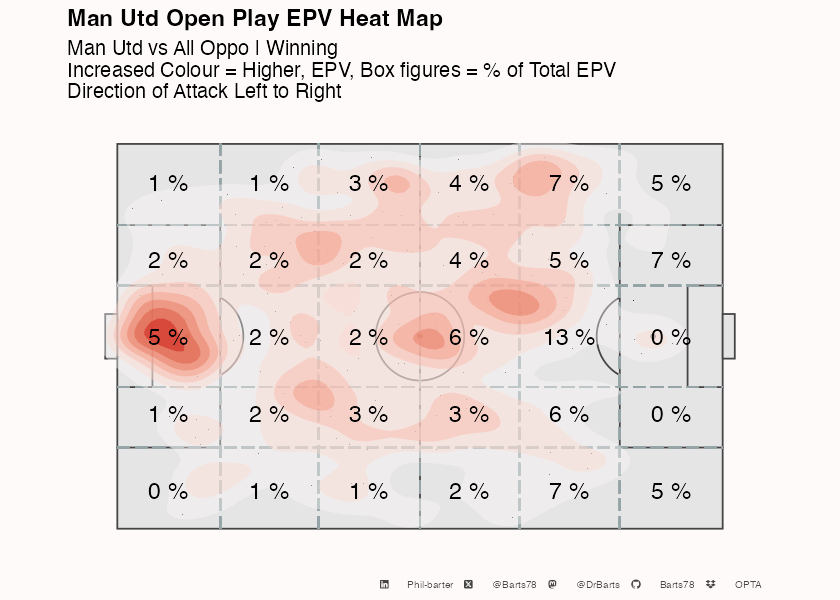 Man Utd Open Play EPV Heat Map
Man Utd vs All Oppo | Winning
Increased Colour = Higher, EPV, Box figures = % of Total EPV
Direction of Attack Left to Right
1 % 1 % 3 % 4 % 7 % 5 %
2 % 2 % 2 % 4 % 5 % 7 %
5 % 2 % 2 % 6 % 13 % 0 %
1 % 2 % 3 % 3 % 6 % 0 %
0 % 1 % 1 % 2 % 7 % 5 %
Phil-barter @Barts78 @DrBarts Barts78 OPTA